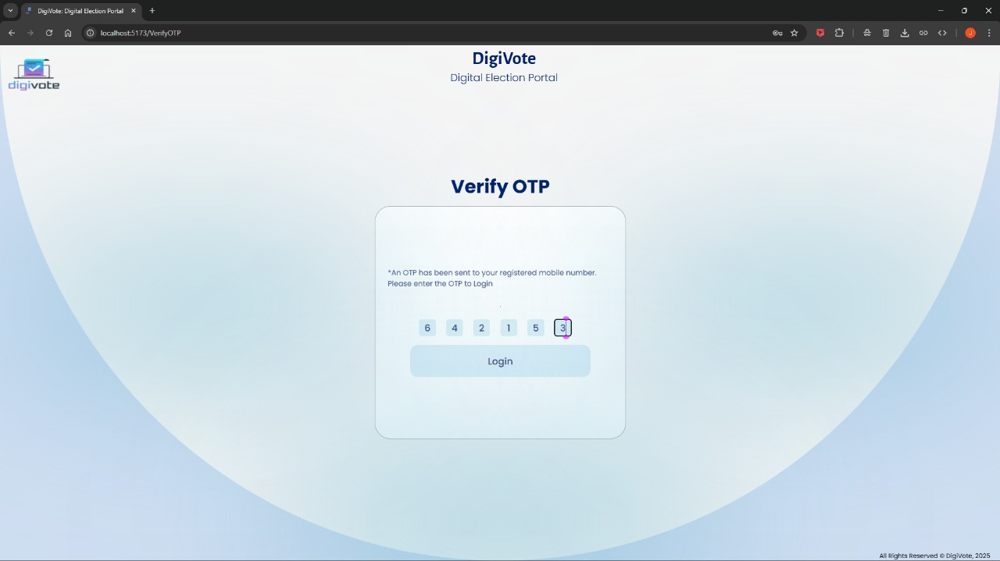 DigiVote: Digital Election Portal
localhost:5173/VerifyOTP
J
digivote
DigiVote
Digital Election Portal
Verify OTP
*An OTP has been sent to your registered mobile number.
Please enter the OTP to Login
6 4 2 1 5 3
Login
All Rights Reserved © DigiVote, 2025